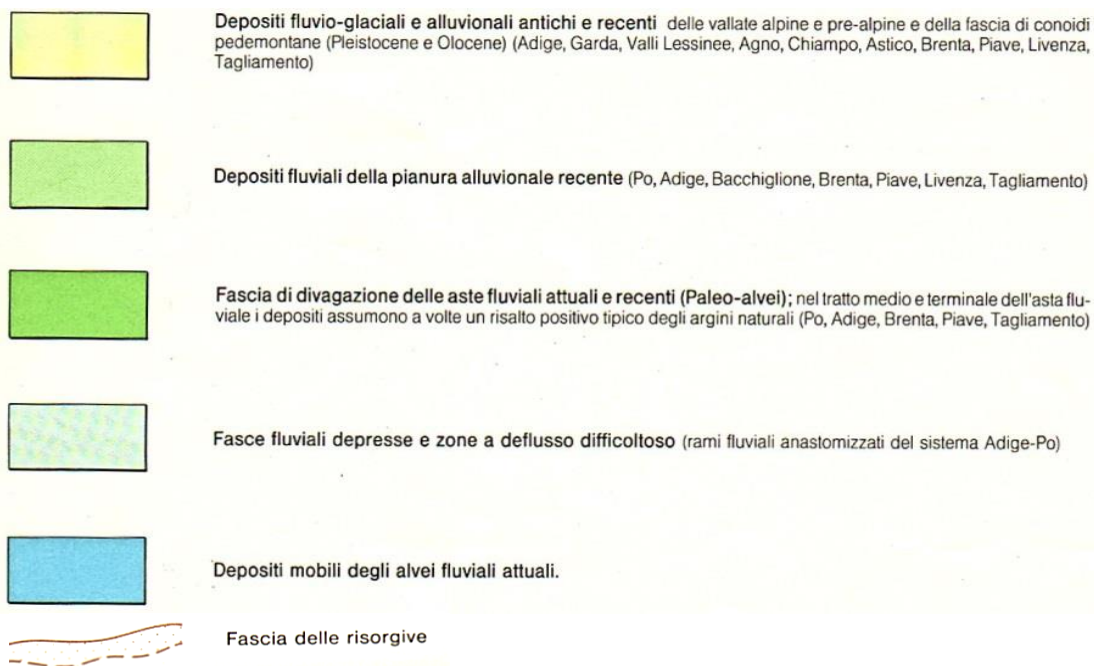 Depositi fluvio-glaciali e alluvionali antichi e recenti delle vallate alpine e pre-alpine e della fascia di conoidi
pedemontane (Pleistocene e Olocene) (Adige, Garda, Valli Lessinee, Agno, Chiampo, Astico, Brenta, Piave, Livenza,
Tagliamento)
Depositi fluviali della pianura alluvionale recente (Po, Adige, Bacchiglione, Brenta, Piave, Livenza, Tagliamento)
Fascia di divagazione delle aste fluviali attuali e recenti (Paleo-alvei); nel tratto medio e terminale dell'asta flu-
viale i depositi assumono a volte un risalto positivo tipico degli argini naturali (Po, Adige, Brenta, Piave, Tagliamento)
Fasce fluviali depresse e zone a deflusso difficoltoso (rami fluviali anastomizzati del sistema Adige-Po)
Depositi mobili degli alvei fluviali attuali.
Fascia delle risorgive